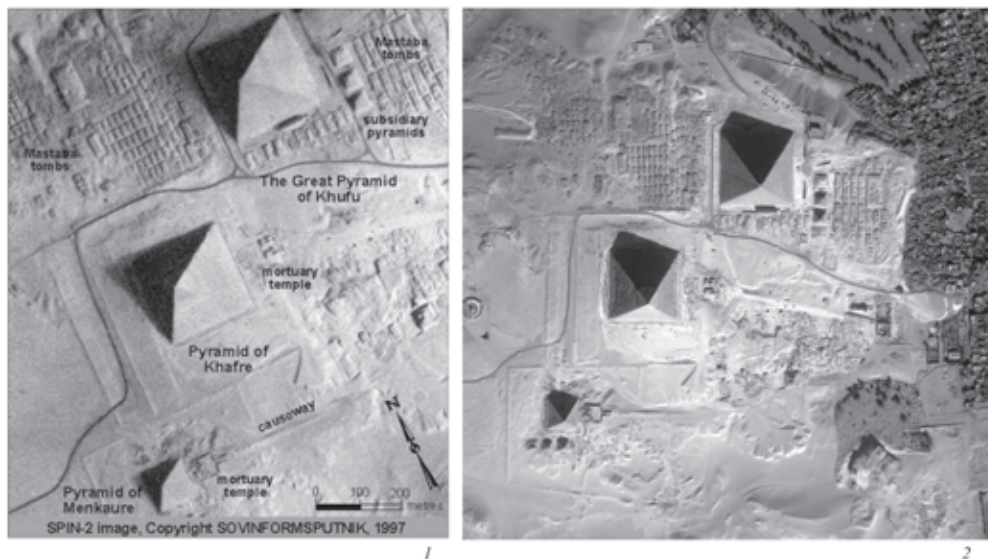 Mastaba
tombs
subsidiary
pyramids
Mastaba
tombs
The Great Pyramid
of Khufu
mortuary
temple
Pyramid of
Khafre
causeway
N
S
Pyramid of
Menkaure
mortuary
temple
0 100 200
metres
SPIN-2 image, Copyright SOVINFORMSPUTNIK, 1997
1
2